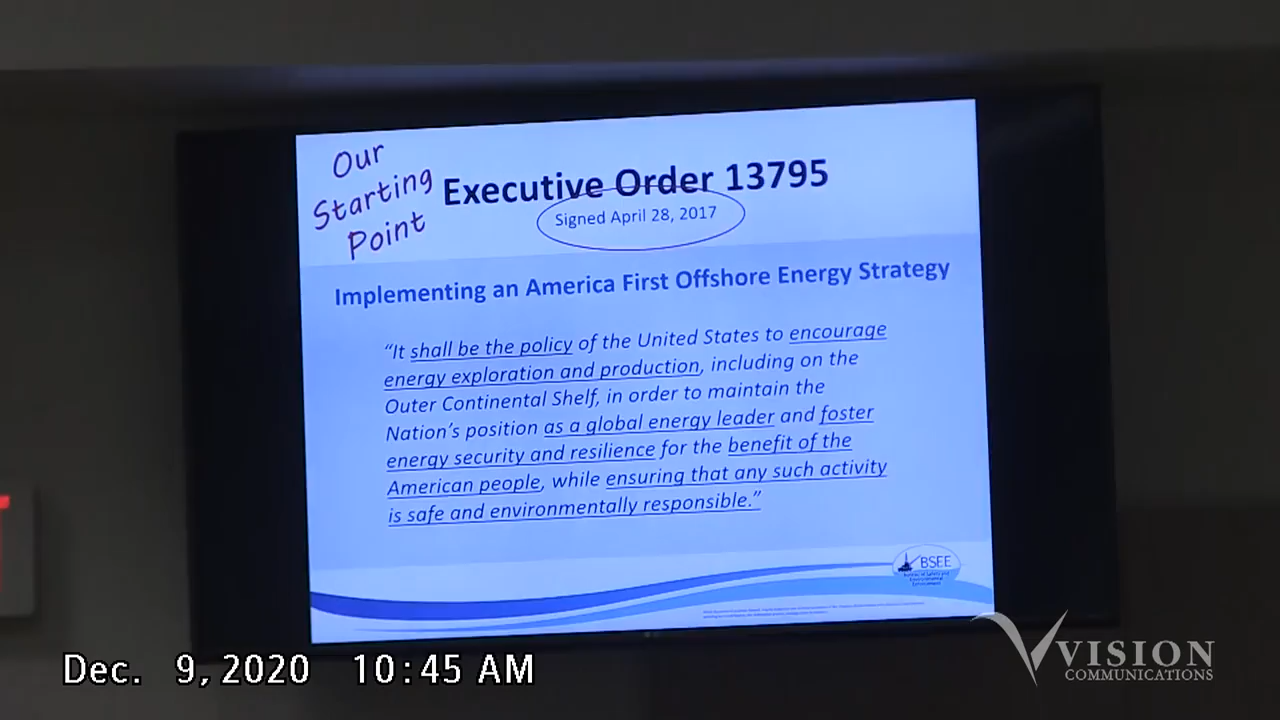 Our
Starting
Point
Executive Order 13795
Signed April 28, 2017
Implementing an America First Offshore Energy Strategy
“It shall be the policy of the United States to encourage
energy exploration and production, including on the
Outer Continental Shelf, in order to maintain the
Nation’s position as a global energy leader and foster
energy security and resilience for the benefit of the
American people, while ensuring that any such activity
is safe and environmentally responsible.”
BSEE
Dec. 9, 2020 10:45 AM
VISION
COMMUNICATIONS